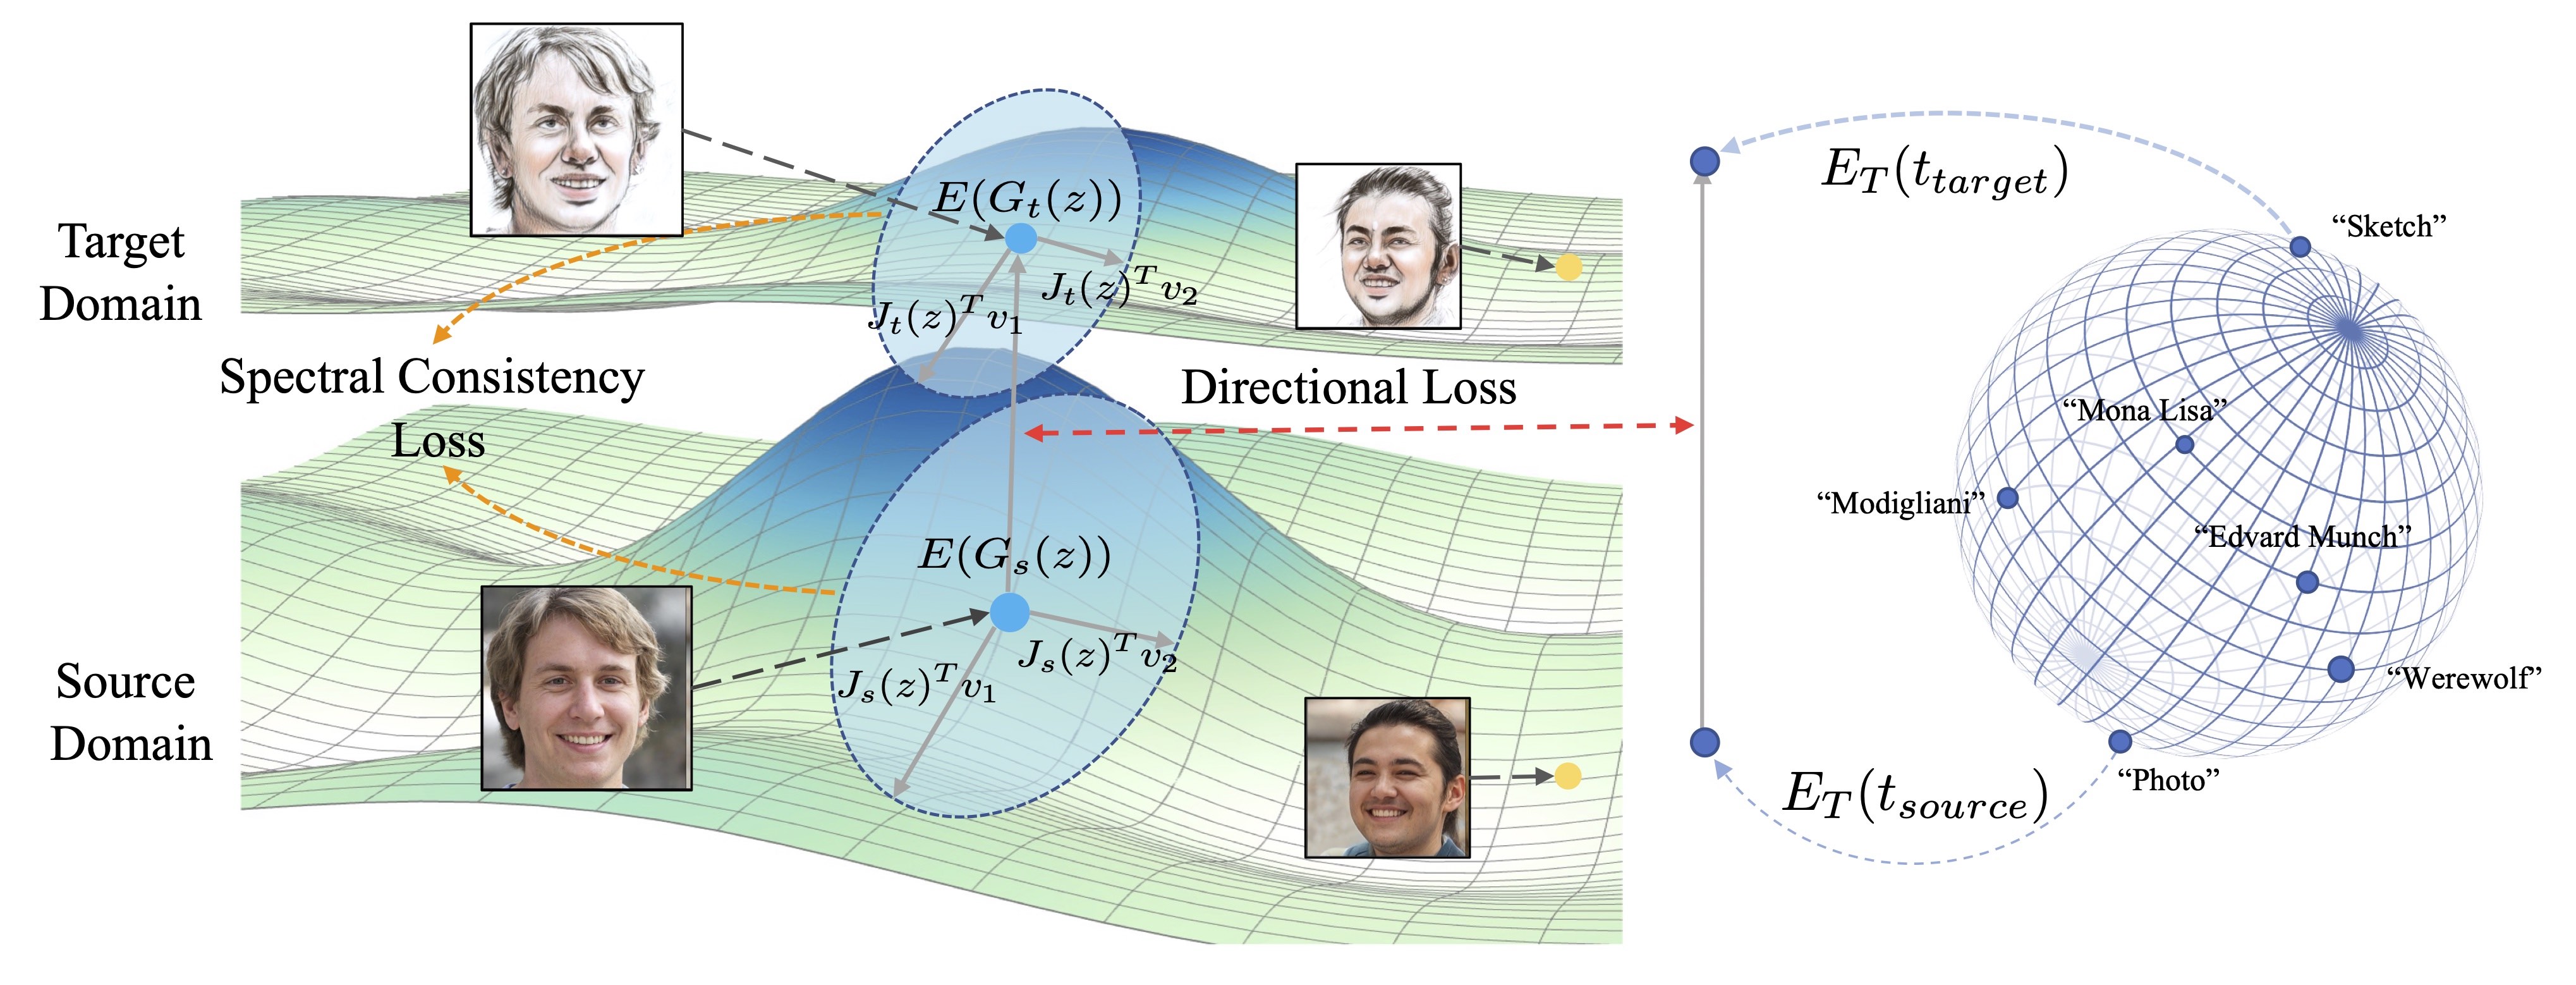 Target
Domain
E(G_t(z))
J_t(z)^T v_1
J_t(z)^T v_2
Spectral Consistency
Loss
Directional Loss
Source
Domain
E(G_s(z))
J_s(z)^T v_1
J_s(z)^T v_2
E_T(t_{target})
E_T(t_{source})
“Sketch”
“Mona Lisa”
“Modigliani”
“Edvard Munch”
“Werewolf”
“Photo”